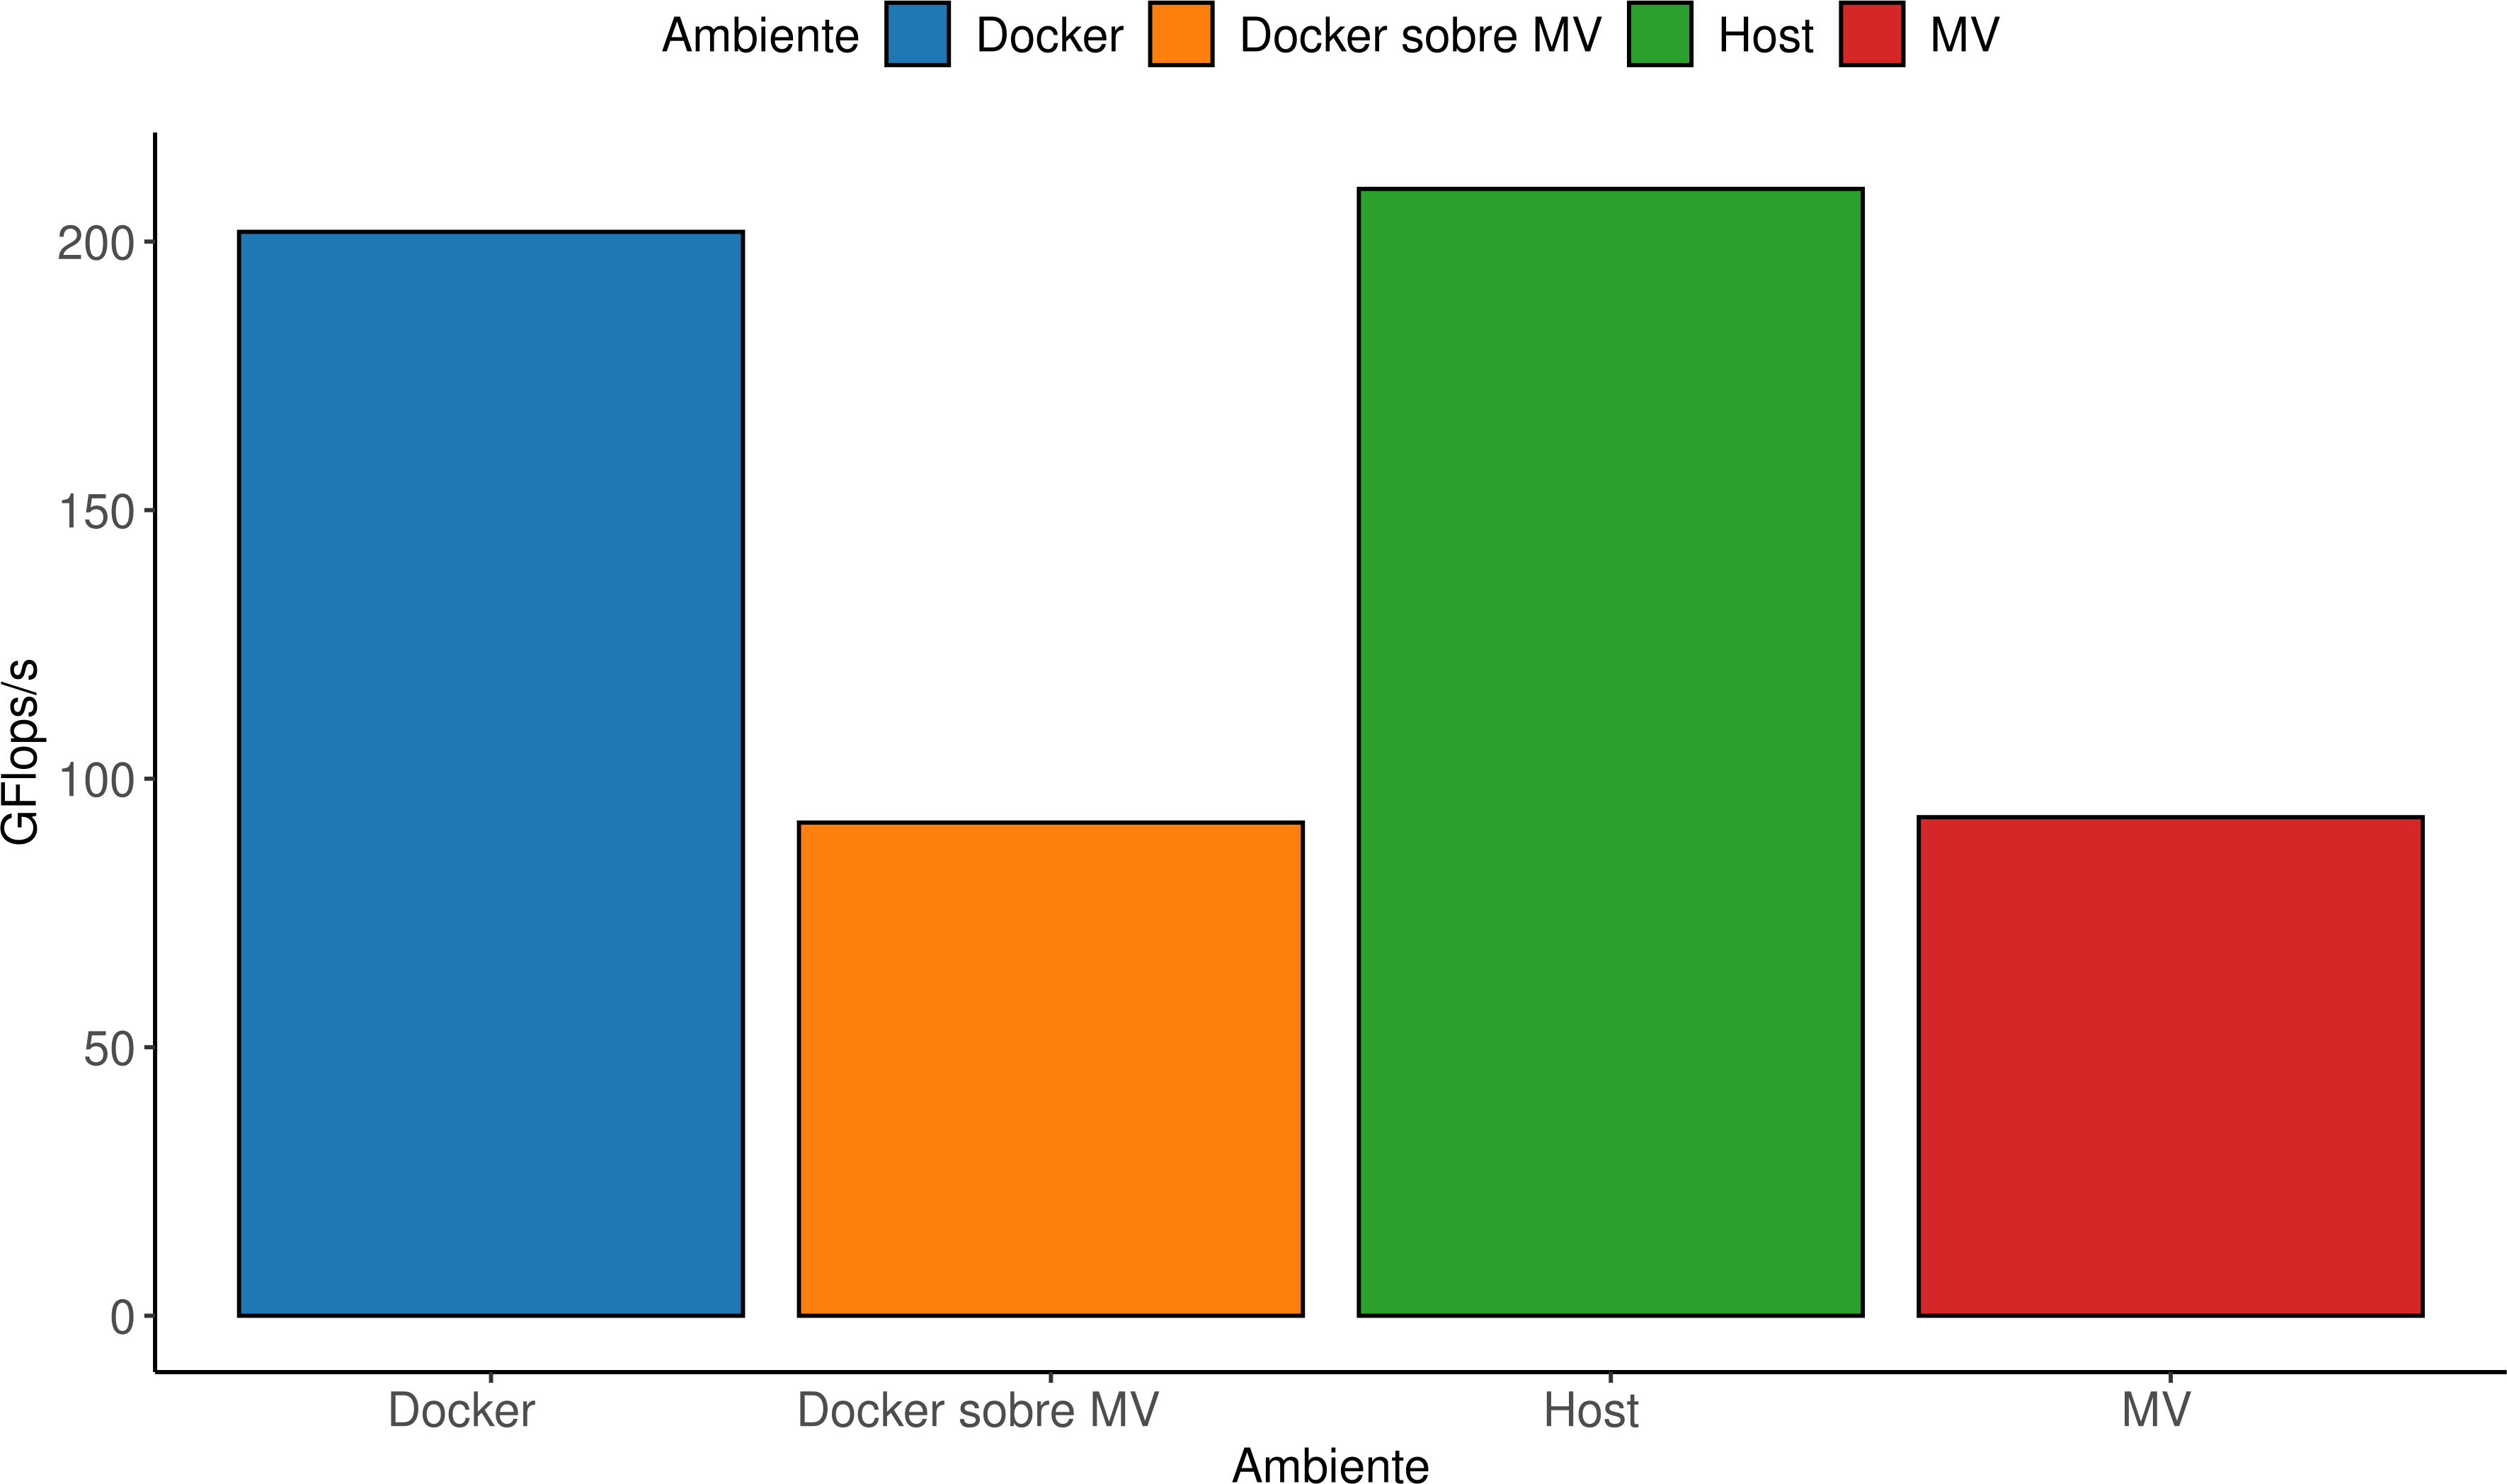 Ambiente Docker Docker sobre MV Host MV
200
150
100
50
0
GFlops/s
Docker Docker sobre MV Host MV
Ambiente